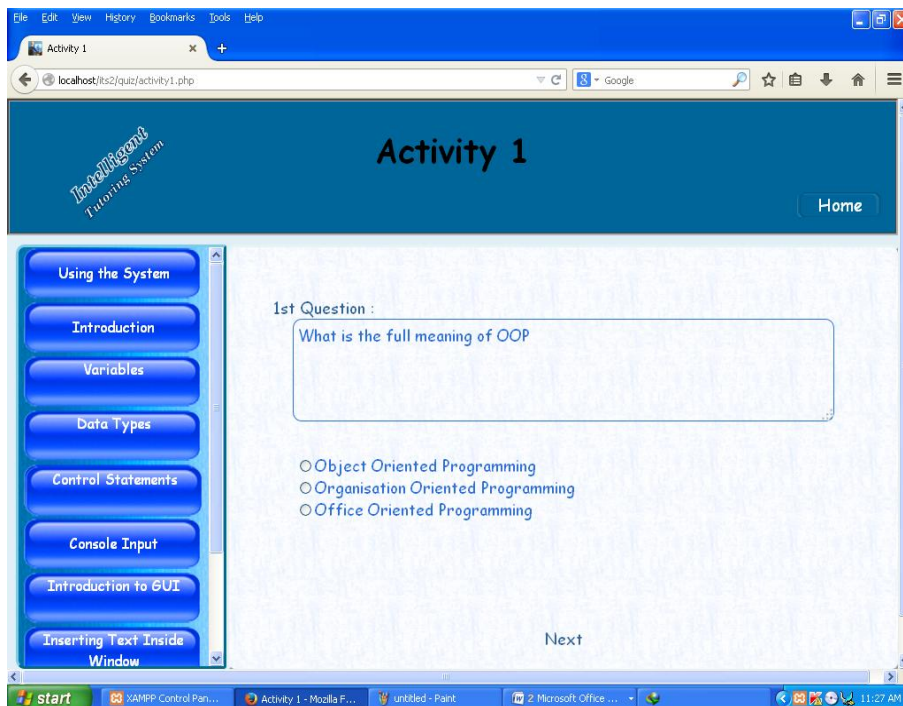 File Edit View History Bookmarks Tools Help
Activity 1
localhost/its2/quiz/activity1.php
Google
Intelligent
Tutoring System
Activity 1
Home
Using the System
Introduction
Variables
Data Types
Control Statements
Console Input
Introduction to GUI
Inserting Text Inside
Window
1st Question :
What is the full meaning of OOP
Object Oriented Programming
Organisation Oriented Programming
Office Oriented Programming
Next
start XAMPP Control Pan... Activity 1 - Mozilla F... untitled - Paint 2 Microsoft Office ... 11:27 AM